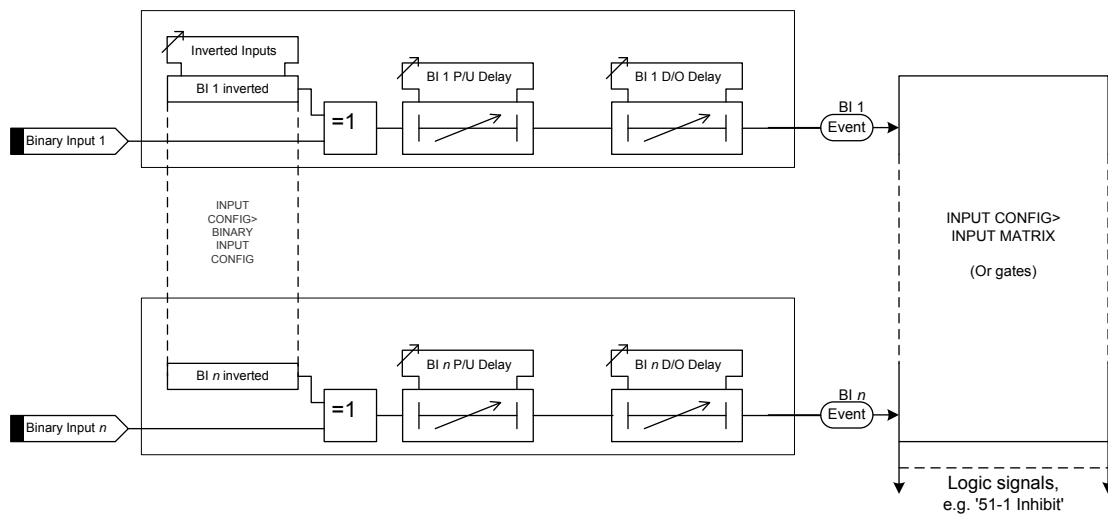 Inverted Inputs
BI 1 inverted
BI 1 P/U Delay
BI 1 D/O Delay
Binary Input 1
=1
BI 1
Event
INPUT
CONFIG>
BINARY
INPUT
CONFIG
INPUT CONFIG>
INPUT MATRIX
(Or gates)
BI n inverted
BI n P/U Delay
BI n D/O Delay
Binary Input n
=1
BI n
Event
Logic signals,
e.g. '51-1 Inhibit'